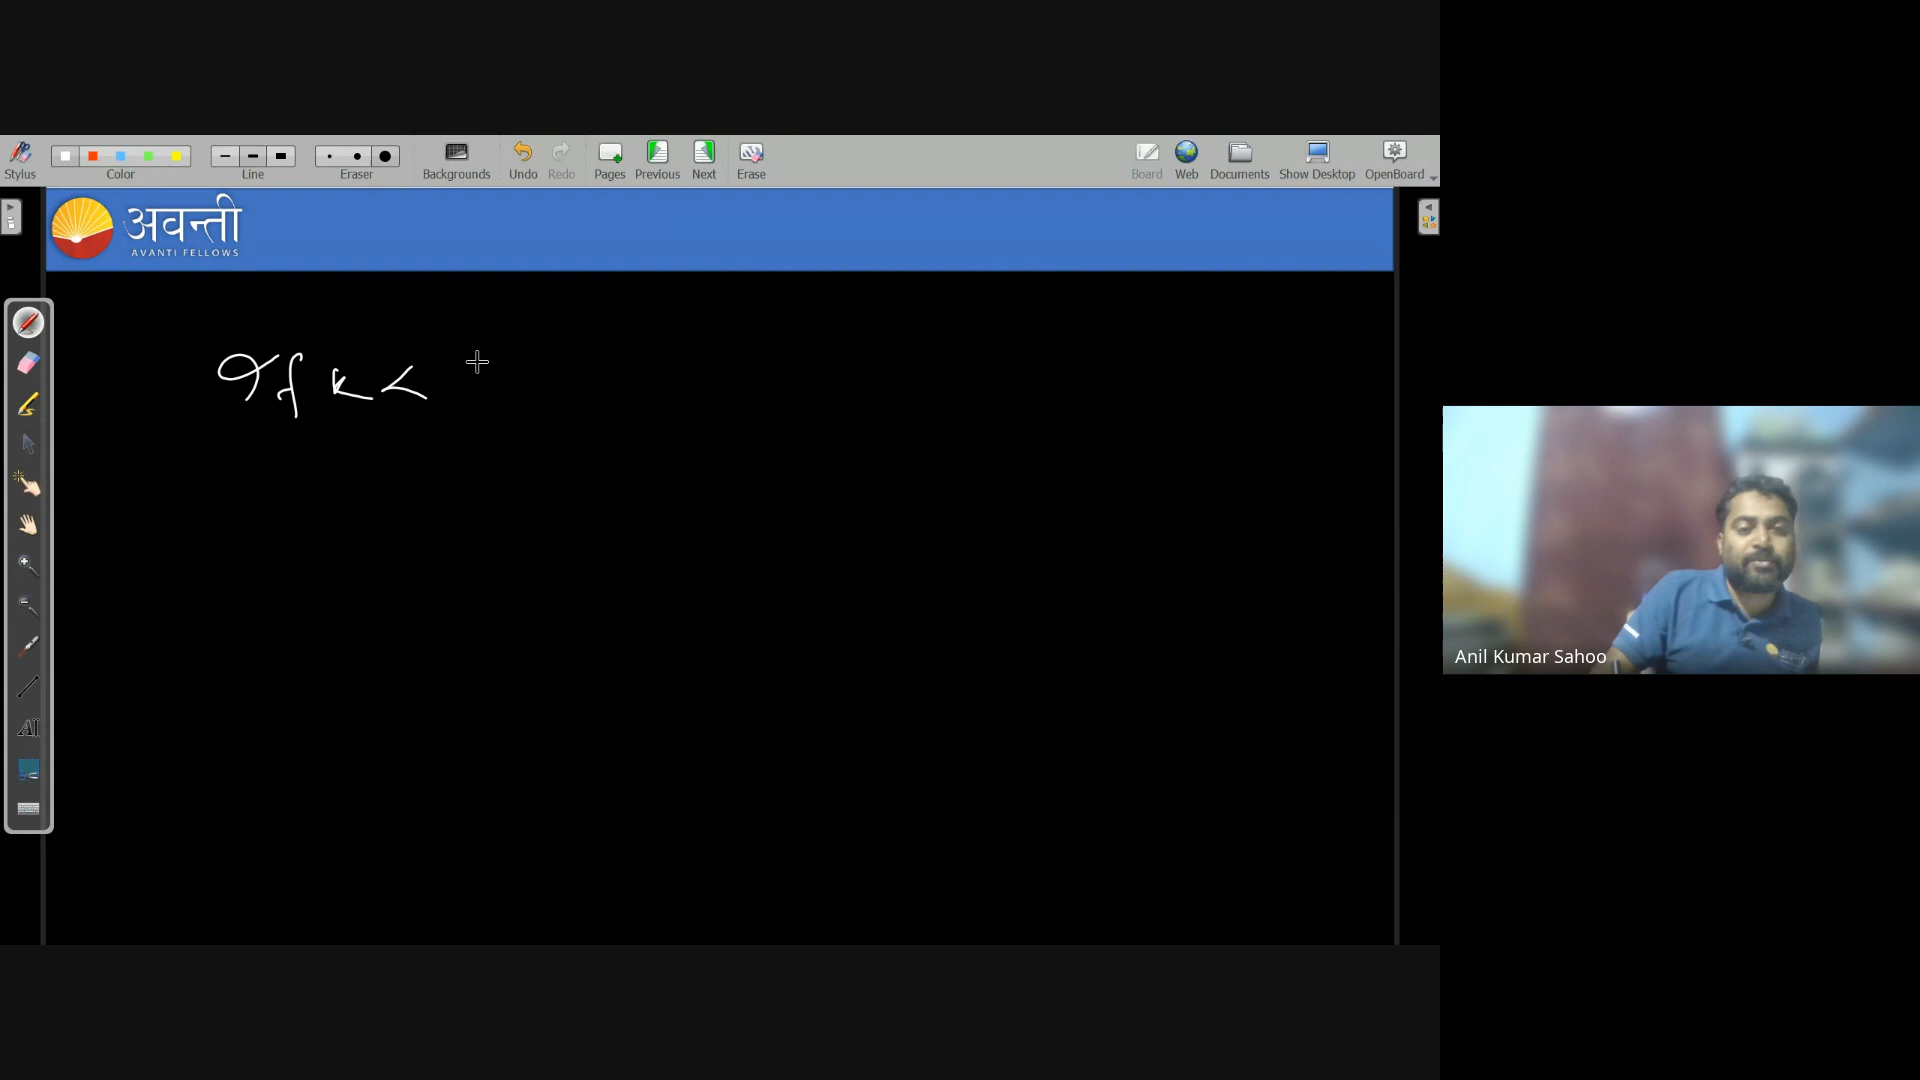 Stylus Color Line Eraser Backgrounds Undo Redo Pages Previous Next Erase Board Web Documents Show Desktop OpenBoard
अवन्ती
AVANTI FELLOWS
If k <
Anil Kumar Sahoo